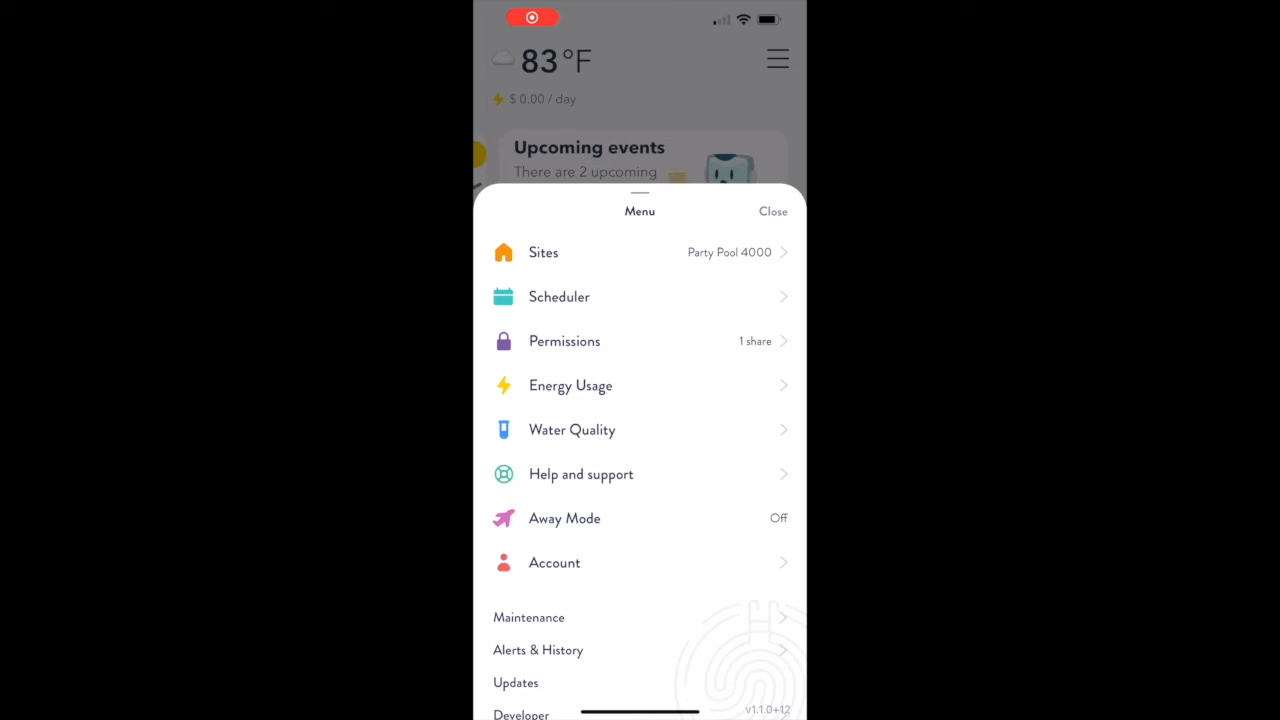 83°F
$ 0.00 / day
Upcoming events
There are 2 upcoming
Menu
Close
Sites
Party Pool 4000
Scheduler
Permissions
1 share
Energy Usage
Water Quality
Help and support
Away Mode
Off
Account
Maintenance
Alerts & History
Updates
Developer
v1.1.0+12